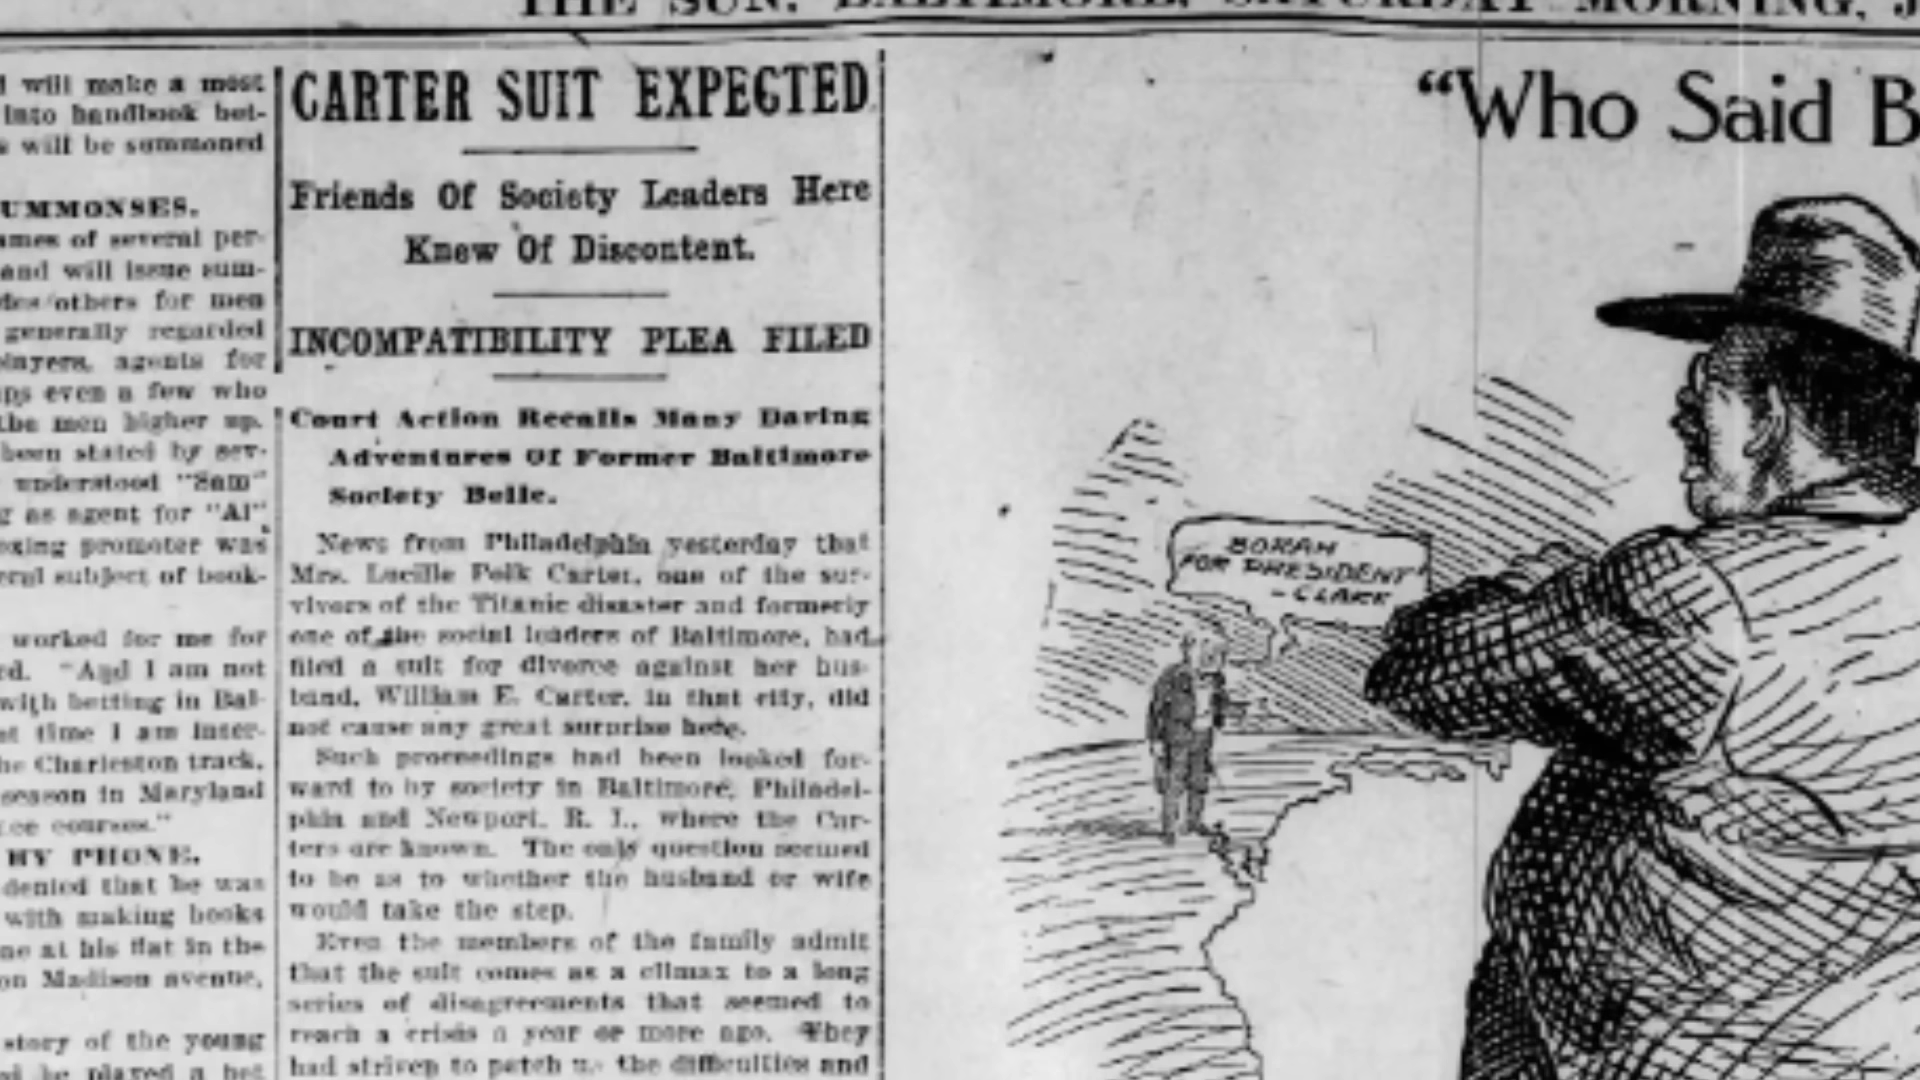 THE SUN, BALTIMORE, SATURDAY MORNING, J
will make a most
into handbook bet-
will be summoned
UMMONSES.
ames of several per-
and will issue sum-
des others for men
generally regarded
layers, agents for
ps even a few who
the men higher up.
been stated by sev-
understood "Sam"
g as agent for "Al"
oxing promoter was
eral subject of book-
worked for me for
rd. "And I am not
with betting in Bal-
at time I am inter-
he Charleston track,
season in Maryland
ce courses."
BY PHONE.
denied that he was
with making books
ne at his flat in the
on Madison avenue,
story of the young
he played a bet
CARTER SUIT EXPECTED
Friends Of Society Leaders Here
Knew Of Discontent.
INCOMPATIBILITY PLEA FILED
Court Action Recalls Many Daring
Adventures Of Former Baltimore
Society Belle.
News from Philadelphia yesterday that
Mrs. Lucille Polk Carter, one of the sur-
vivors of the Titanic disaster and formerly
one of the social leaders of Baltimore, had
filed a suit for divorce against her hus-
band, William E. Carter, in that city, did
not cause any great surprise here.
Such proceedings had been looked for-
ward to by society in Baltimore, Philadel-
phia and Newport, R. I., where the Car-
ters are known. The only question seemed
to be as to whether the husband or wife
would take the step.
Even the members of the family admit
that the suit comes as a climax to a long
series of disagreements that seemed to
reach a crisis a year or more ago. They
had striven to patch up the difficulties and
"Who Said B
BORAH
FOR PRESIDENT
- CLARK